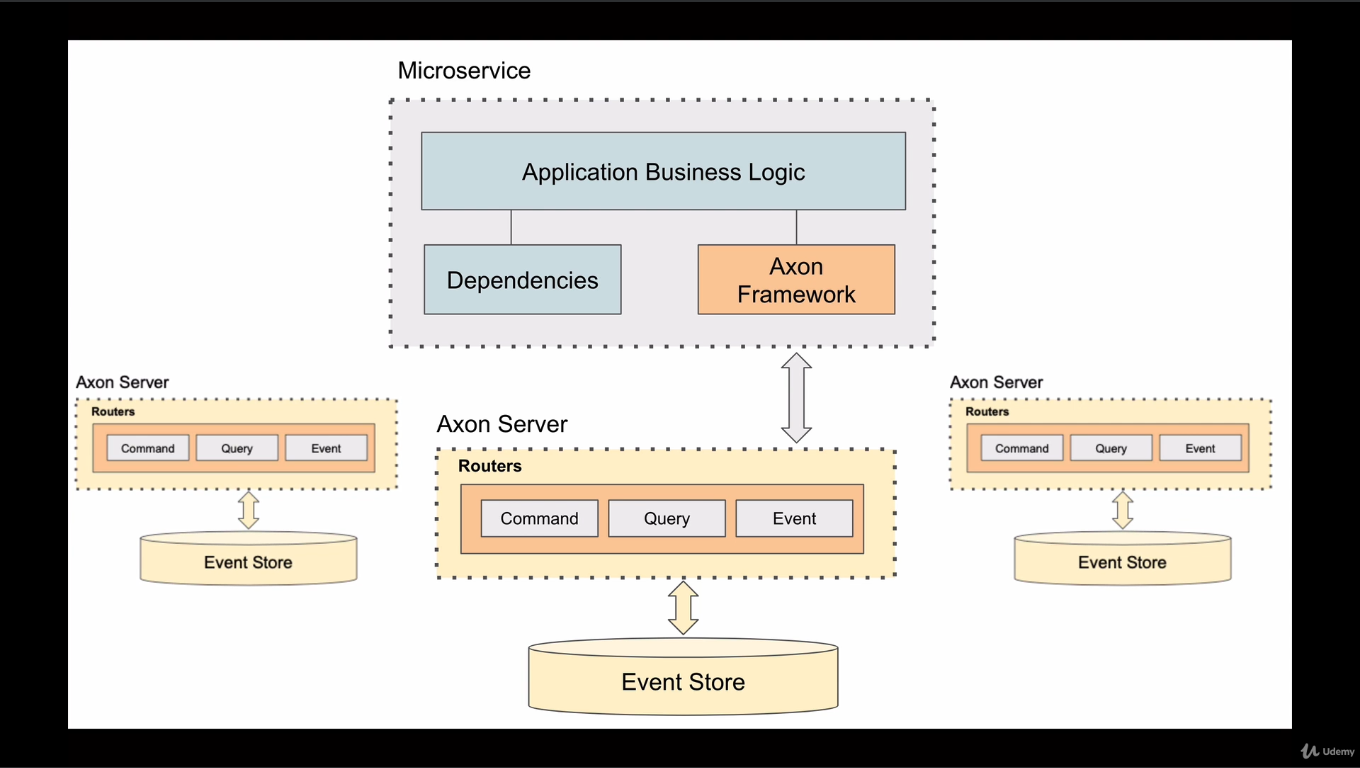 Microservice
Application Business Logic
Dependencies
Axon
Framework
Axon Server
Routers
Command Query Event
Event Store
Axon Server
Routers
Command Query Event
Event Store
Axon Server
Routers
Command Query Event
Event Store
Udemy